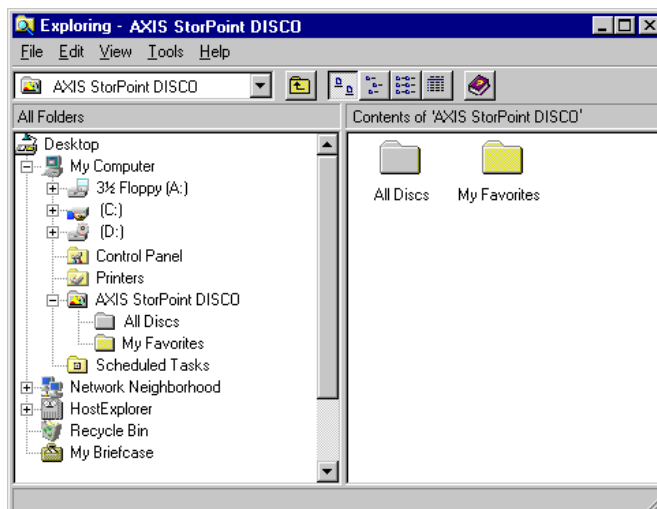 Exploring - AXIS StorPoint DISCO
File Edit View Tools Help
AXIS StorPoint DISCO
All Folders
Contents of 'AXIS StorPoint DISCO'
Desktop
My Computer
3½ Floppy (A:)
(C:)
(D:)
Control Panel
Printers
AXIS StorPoint DISCO
All Discs
My Favorites
Scheduled Tasks
Network Neighborhood
HostExplorer
Recycle Bin
My Briefcase
All Discs
My Favorites